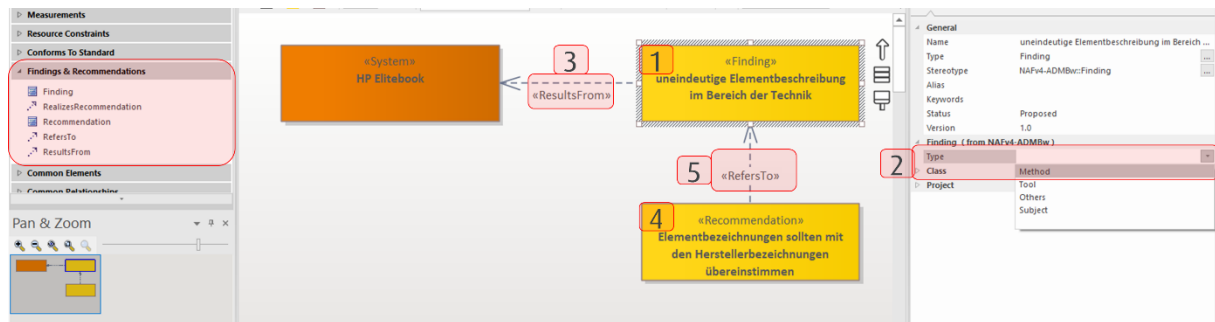 Measurements
Resource Constraints
Conforms To Standard
Findings & Recommendations
Finding
RealizesRecommendation
Recommendation
RefersTo
ResultsFrom
Common Elements
Common Relationships
Pan & Zoom
«System»
HP Elitebook
3
«ResultsFrom»
1
«Finding»
uneindeutige Elementbeschreibung
im Bereich der Technik
5
«RefersTo»
4
«Recommendation»
Elementbezeichnungen sollten mit
den Herstellerbezeichnungen
übereinstimmen
General
Name uneindeutige Elementbeschreibung im Bereich ...
Type Finding ...
Stereotype NAFv4-ADMBw::Finding ...
Alias
Keywords
Status Proposed
Version 1.0
Finding ( from NAFv4-ADMBw )
2
Type
Class Method
Project Tool
Others
Subject